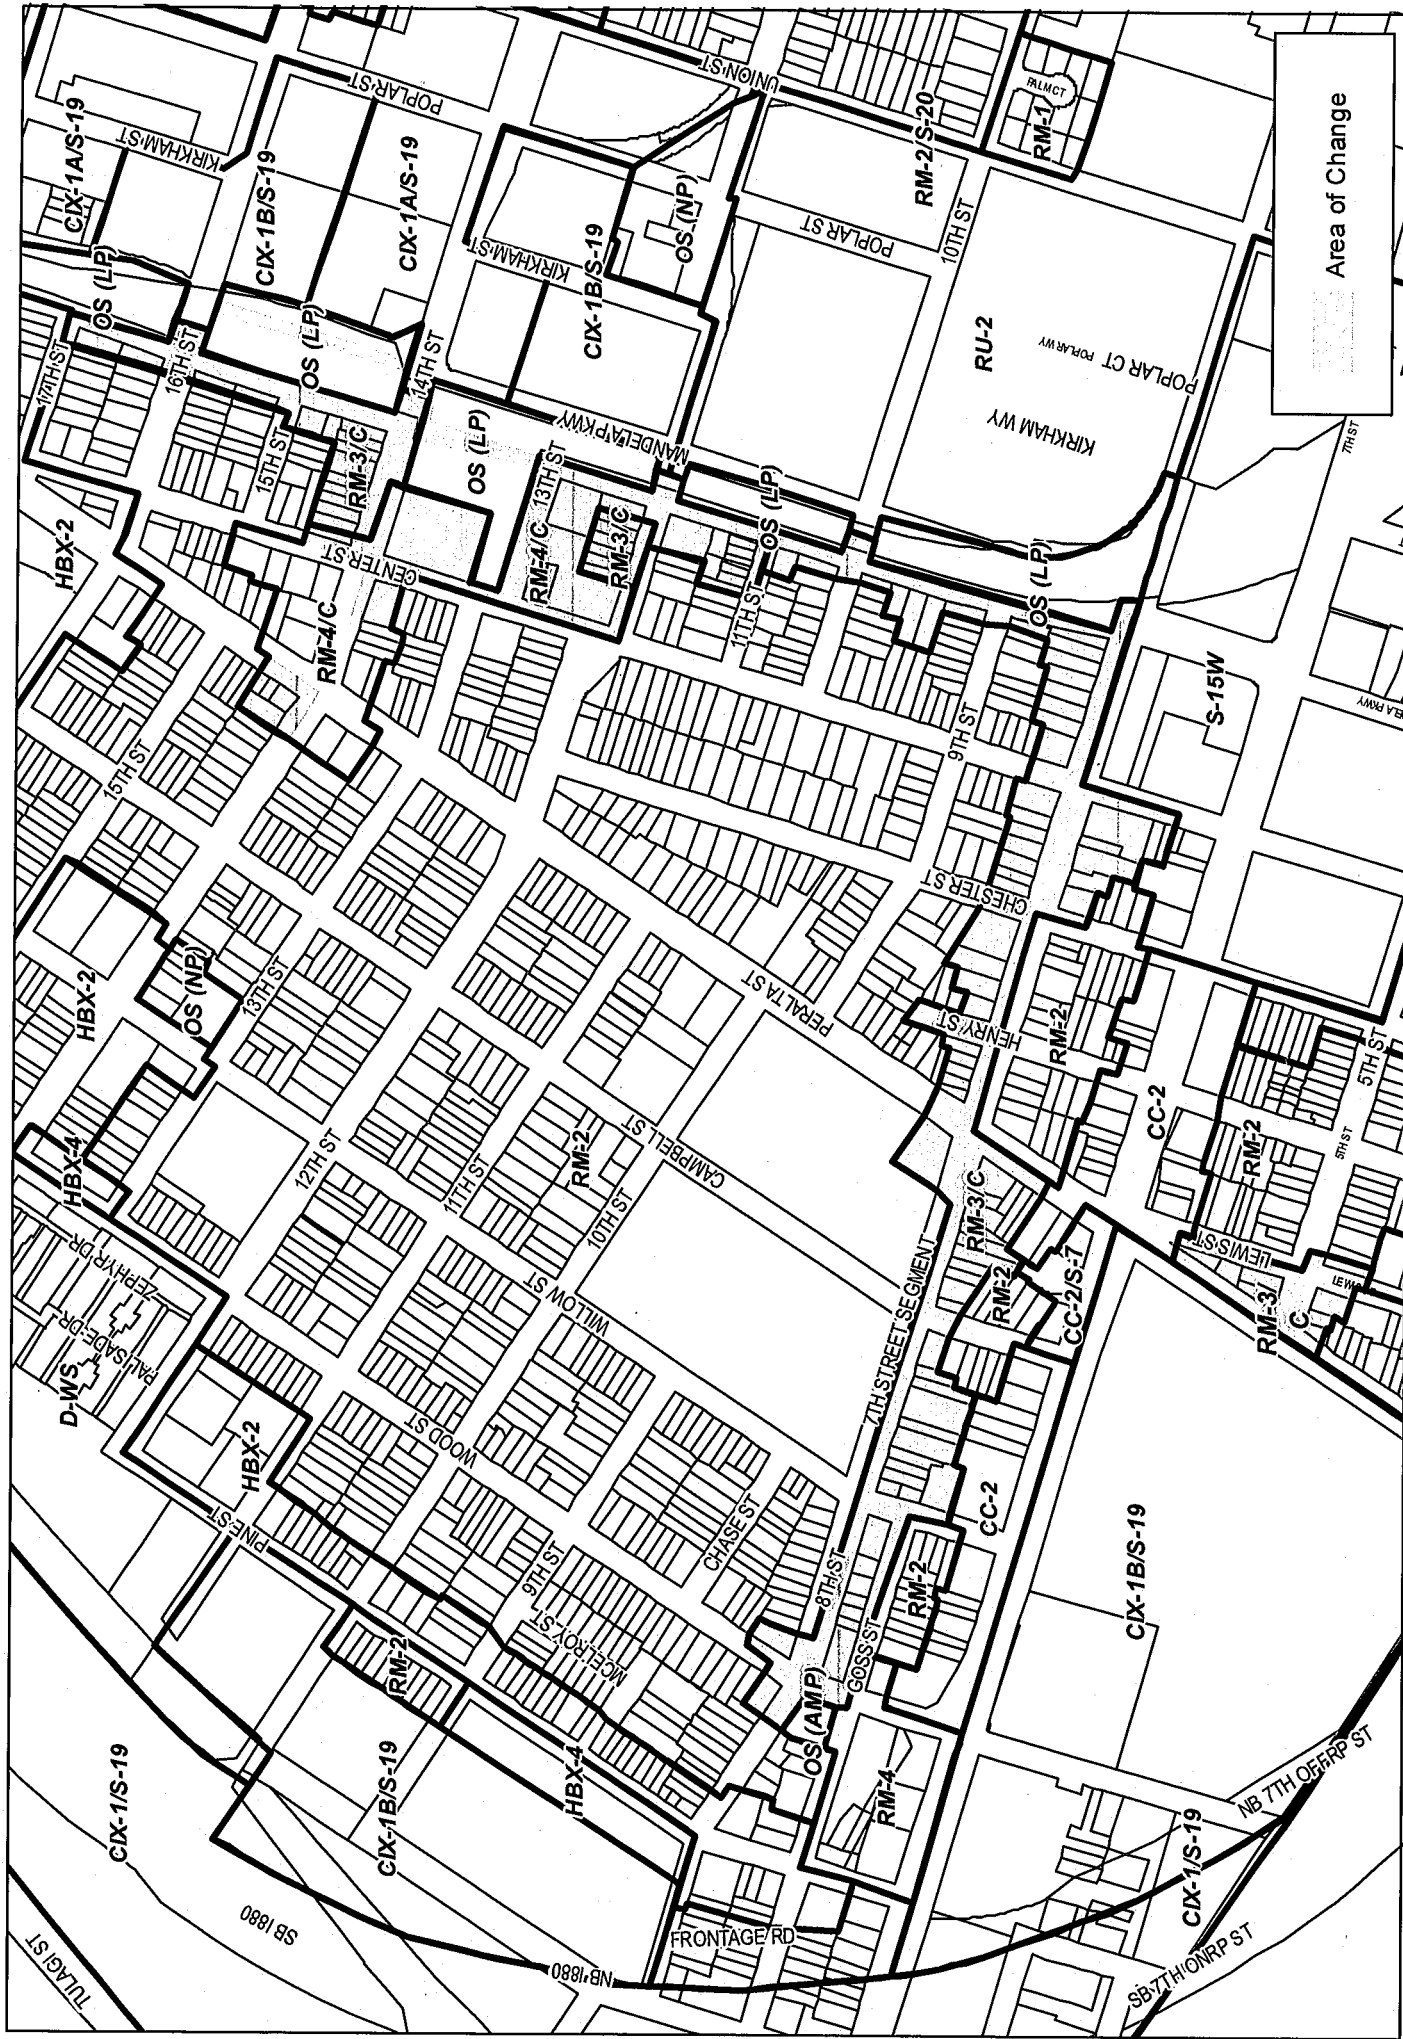 CIX-1A/S-19
KIRKHAM ST
CIX-1B/S-19
POPLAR ST
CIX-1A/S-19
UNION ST
OS (LP)
17TH ST
16TH ST
OS (LP)
14TH ST
KIRKHAM ST
CIX-1B/S-19
OS (NP)
POPLAR ST
RM-2/S-20
10TH ST
RM-1
PALM CT
Area of Change
HBX-2
15TH ST
RM-3/C
CENTER ST
OS (LP)
13TH ST
MANDELA PKWY
RM-4/C
RM-3/C
OS (LP)
11TH ST
RU-2
KIRKHAM WY
POPLAR WY
POPLAR CT
7TH ST
RM-4/C
OS (LP)
S-15W
9TH ST
15TH ST
CHESTER ST
HBX-2
OS (NP)
13TH ST
PERALTA ST
HENRY ST
RM-2
CC-2
5TH ST
5TH ST
RM-2
HBX-4
12TH ST
11TH ST
RM-2
10TH ST
CAMPBELL ST
RM-3/C
LEWIS ST
RM-3/
C
ZEPHYR DR
PALISADE DR
D-WS
WILLOW ST
7TH STREET SEGMENT
RM-2
CC-2/S-7
HBX-2
WOOD ST
PINE ST
9TH ST
CHASE ST
8TH ST
CC-2
RM-2
CIX-1B/S-19
MCELROY ST
GOSS ST
RM-2
OS (AMP)
CIX-1/S-19
CIX-1B/S-19
HBX-4
RM-4
NB 7TH OFFRP ST
CIX-1/S-19
TULAGI ST
SB I880
NB I880
FRONTAGE RD
SB 7TH ONRP ST